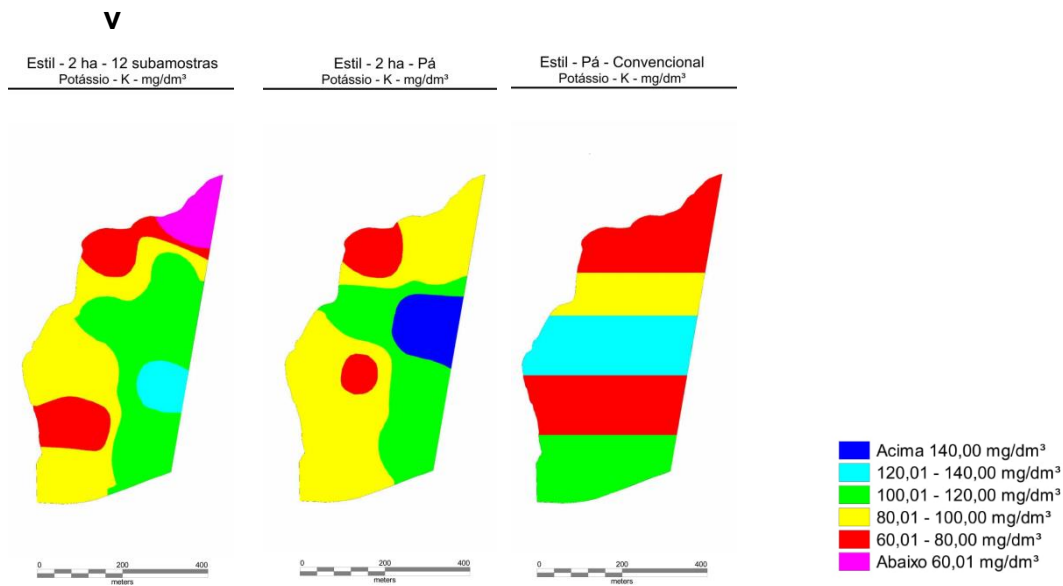 V
Estil - 2 ha - 12 subamostras
Potássio - K - mg/dm³
Estil - 2 ha - Pá
Potássio - K - mg/dm³
Estil - Pá - Convencional
Potássio - K - mg/dm³
0 200 400
meters
0 200 400
meters
0 200 400
meters
Acima 140,00 mg/dm³
120,01 - 140,00 mg/dm³
100,01 - 120,00 mg/dm³
80,01 - 100,00 mg/dm³
60,01 - 80,00 mg/dm³
Abaixo 60,01 mg/dm³